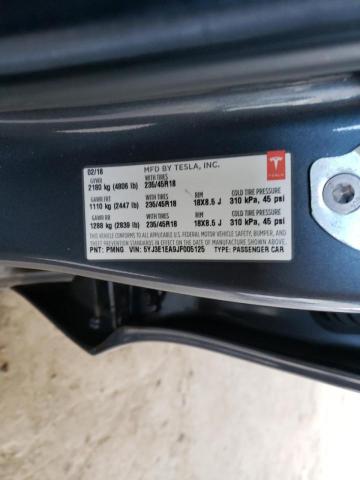 02/18 MFD BY TESLA, INC.
GVWR WITH TIRES
2180 kg (4806 lb) 235/45R18
GAWR FRT WITH TIRES RIM COLD TIRE PRESSURE
1110 kg (2447 lb) 235/45R18 18X8.5 J 310 kPa, 45 psi
GAWR RR WITH TIRES RIM COLD TIRE PRESSURE
1288 kg (2839 lb) 235/45R18 18X8.5 J 310 kPa, 45 psi
THIS VEHICLE CONFORMS TO ALL APPLICABLE U.S. FEDERAL MOTOR VEHICLE SAFETY, BUMPER, AND
THEFT PREVENTION STANDARDS IN EFFECT ON THE DATE OF MANUFACTURE SHOWN ABOVE.
PNT: PMNG VIN: 5YJ3E1EA9JF005125 TYPE: PASSENGER CAR
TESLA